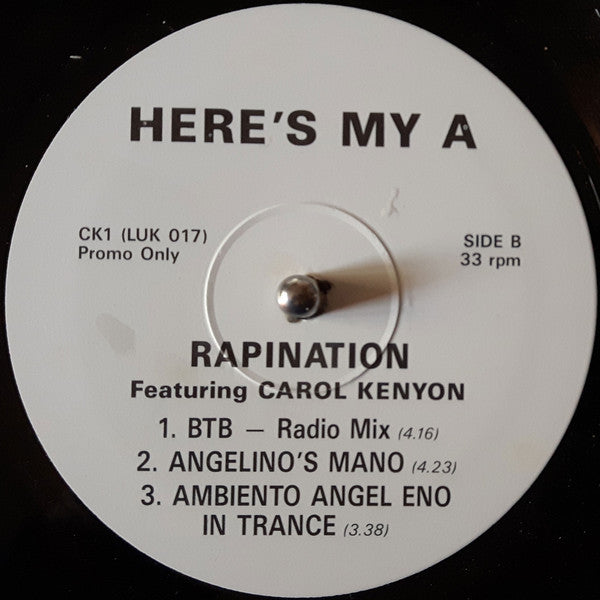 HERE'S MY A
CK1 (LUK 017)
Promo Only
SIDE B
33 rpm
RAPINATION
Featuring CAROL KENYON
1. BTB — Radio Mix (4.16)
2. ANGELINO'S MANO (4.23)
3. AMBIENTO ANGEL ENO
IN TRANCE (3.38)